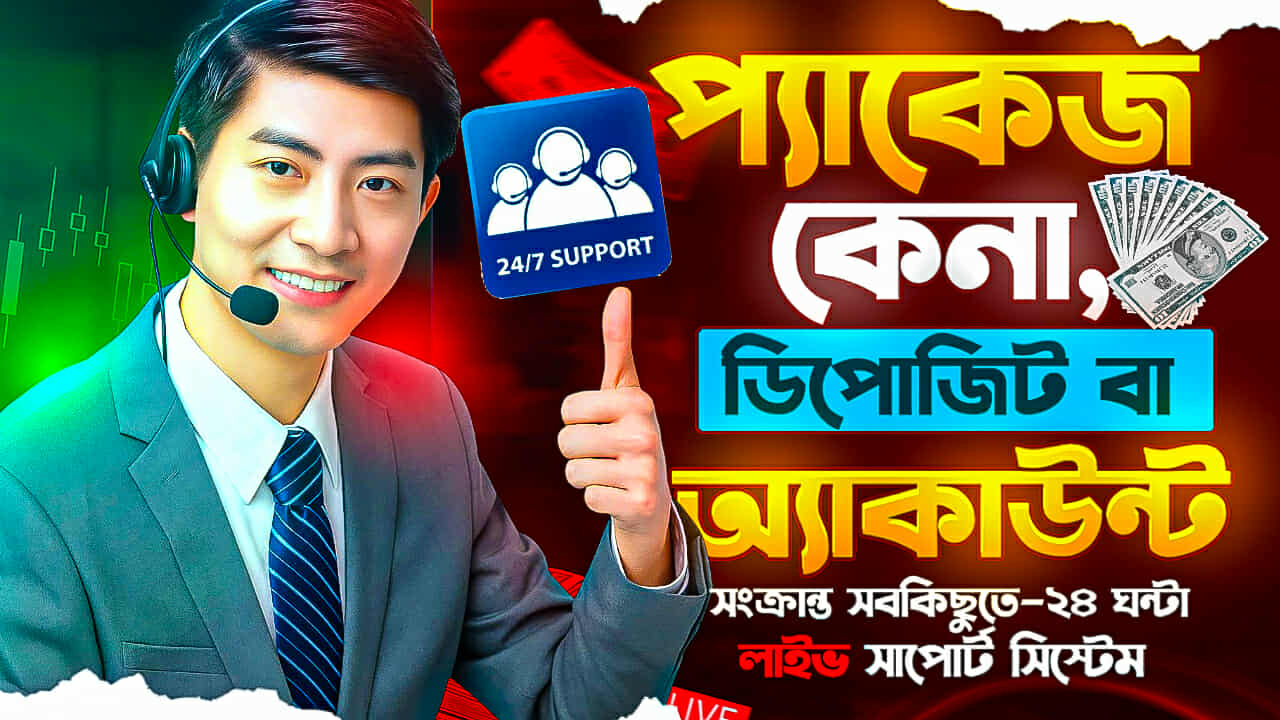 24/7 SUPPORT
প্যাকেজ
কেনা,
ডিপোজিট বা
অ্যাকাউন্ট
সংক্রান্ত সবকিছুতে-২৪ ঘন্টা
লাইভ সাপোর্ট সিস্টেম
LIVE